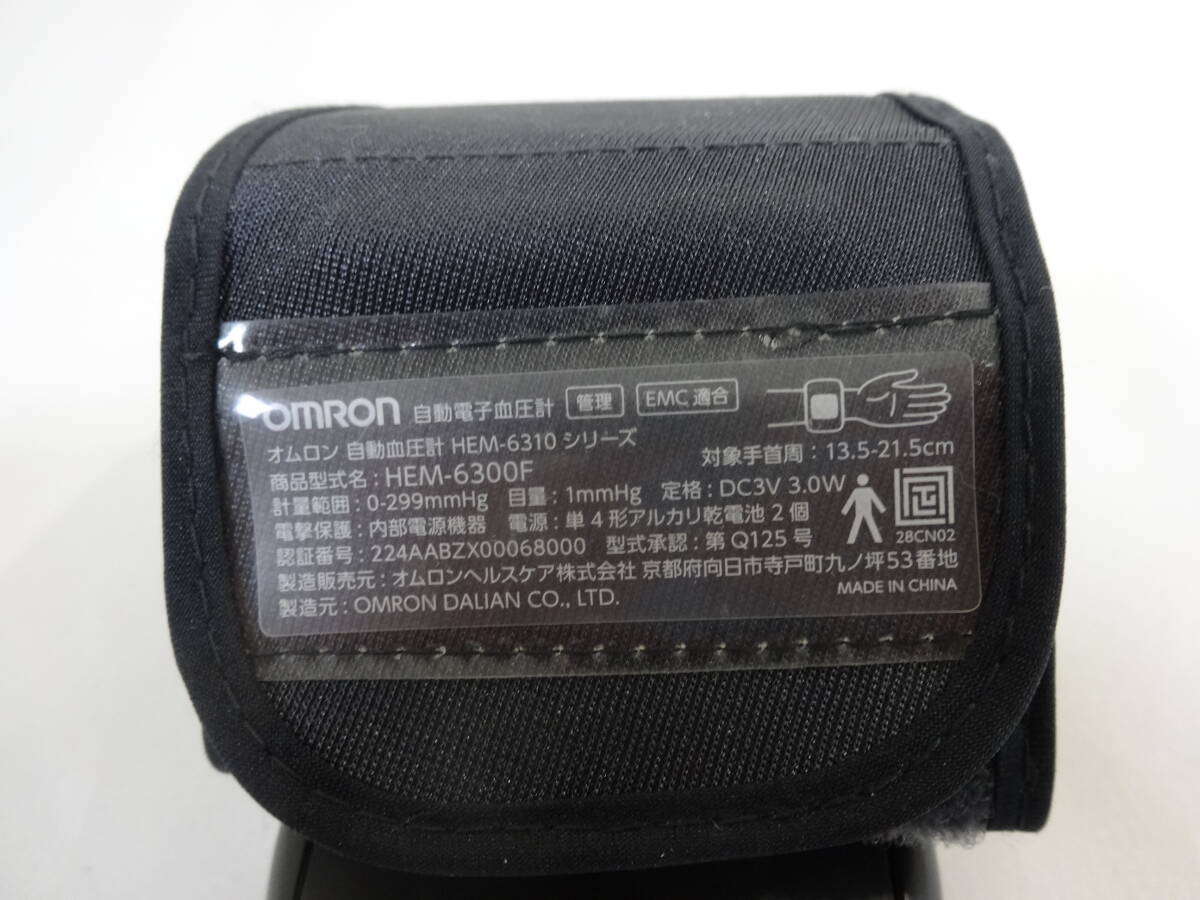 OMRON 自動電子血圧計 管理 EMC適合
オムロン 自動血圧計 HEM-6310 シリーズ
商品型式名：HEM-6300F 対象手首周：13.5-21.5cm
計量範囲：0-299mmHg 目量：1mmHg 定格：DC3V 3.0W
電撃保護：内部電源機器 電源：単4形アルカリ乾電池2個
認証番号：224AABZX00068000 型式承認：第Q125号
28CN02
製造販売元：オムロンヘルスケア株式会社 京都府向日市寺戸町九ノ坪53番地
製造元：OMRON DALIAN CO., LTD.
MADE IN CHINA